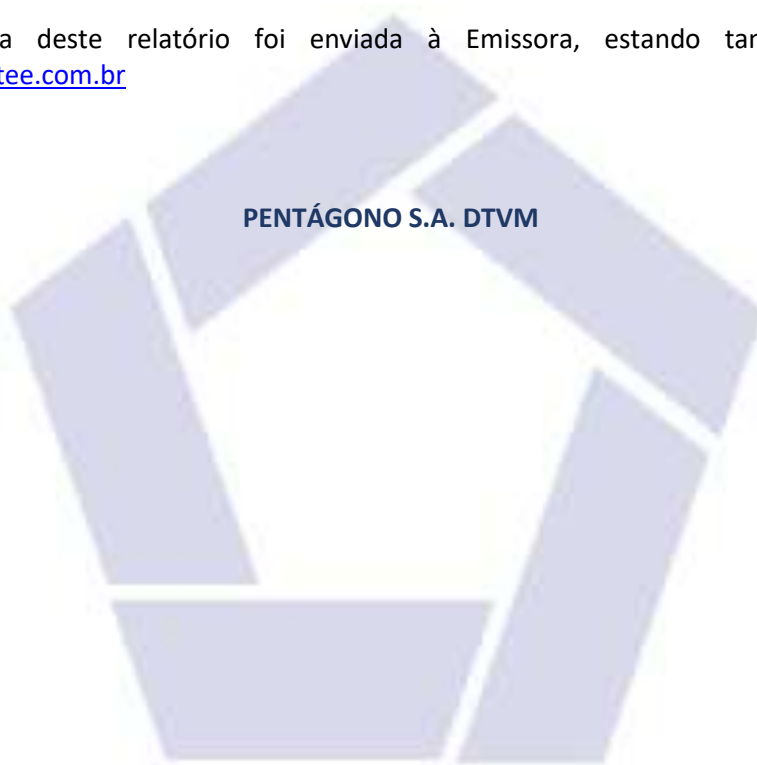 a deste relatório foi enviada à Emissora, estando tar
tee.com.br
PENTÁGONO S.A. DTVM